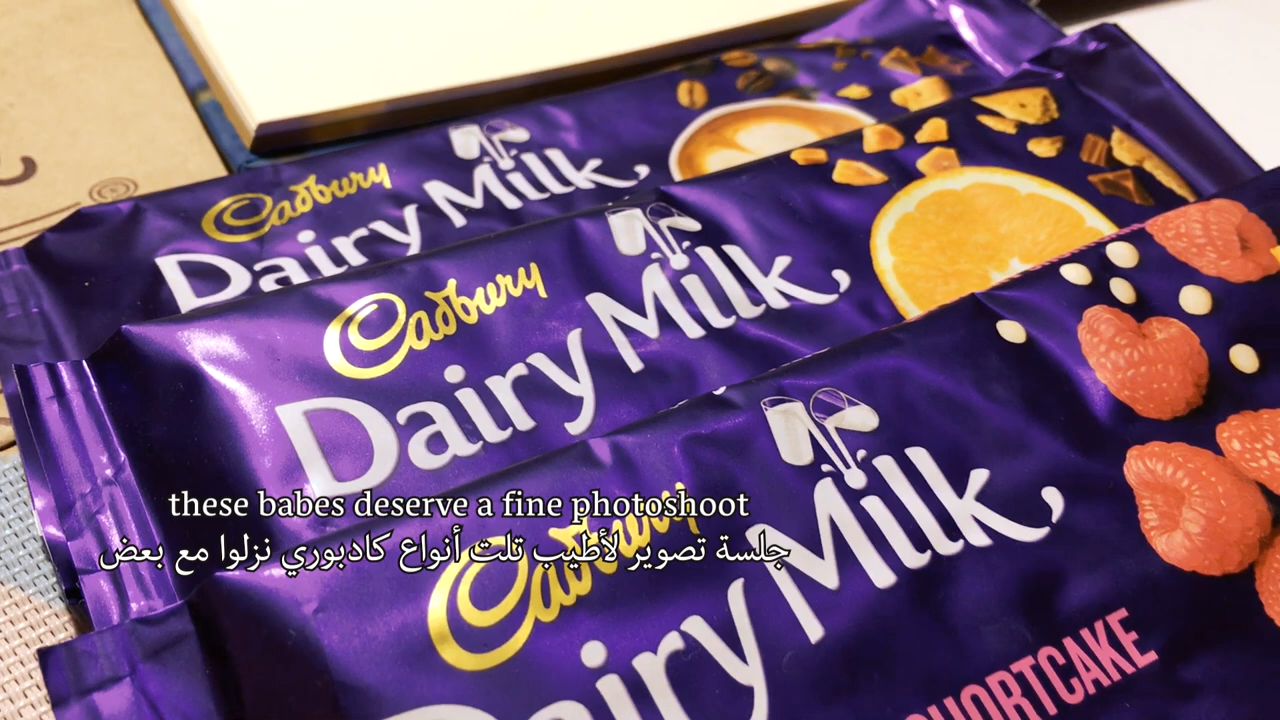 Cadbury
Dairy Milk
Cadbury
Dairy Milk
these babes deserve a fine photoshoot
جلسة تصوير لأطيب تلت أنواع كادبوري نزلوا مع بعض
Cadbury
Dairy Milk
SHORTCAKE